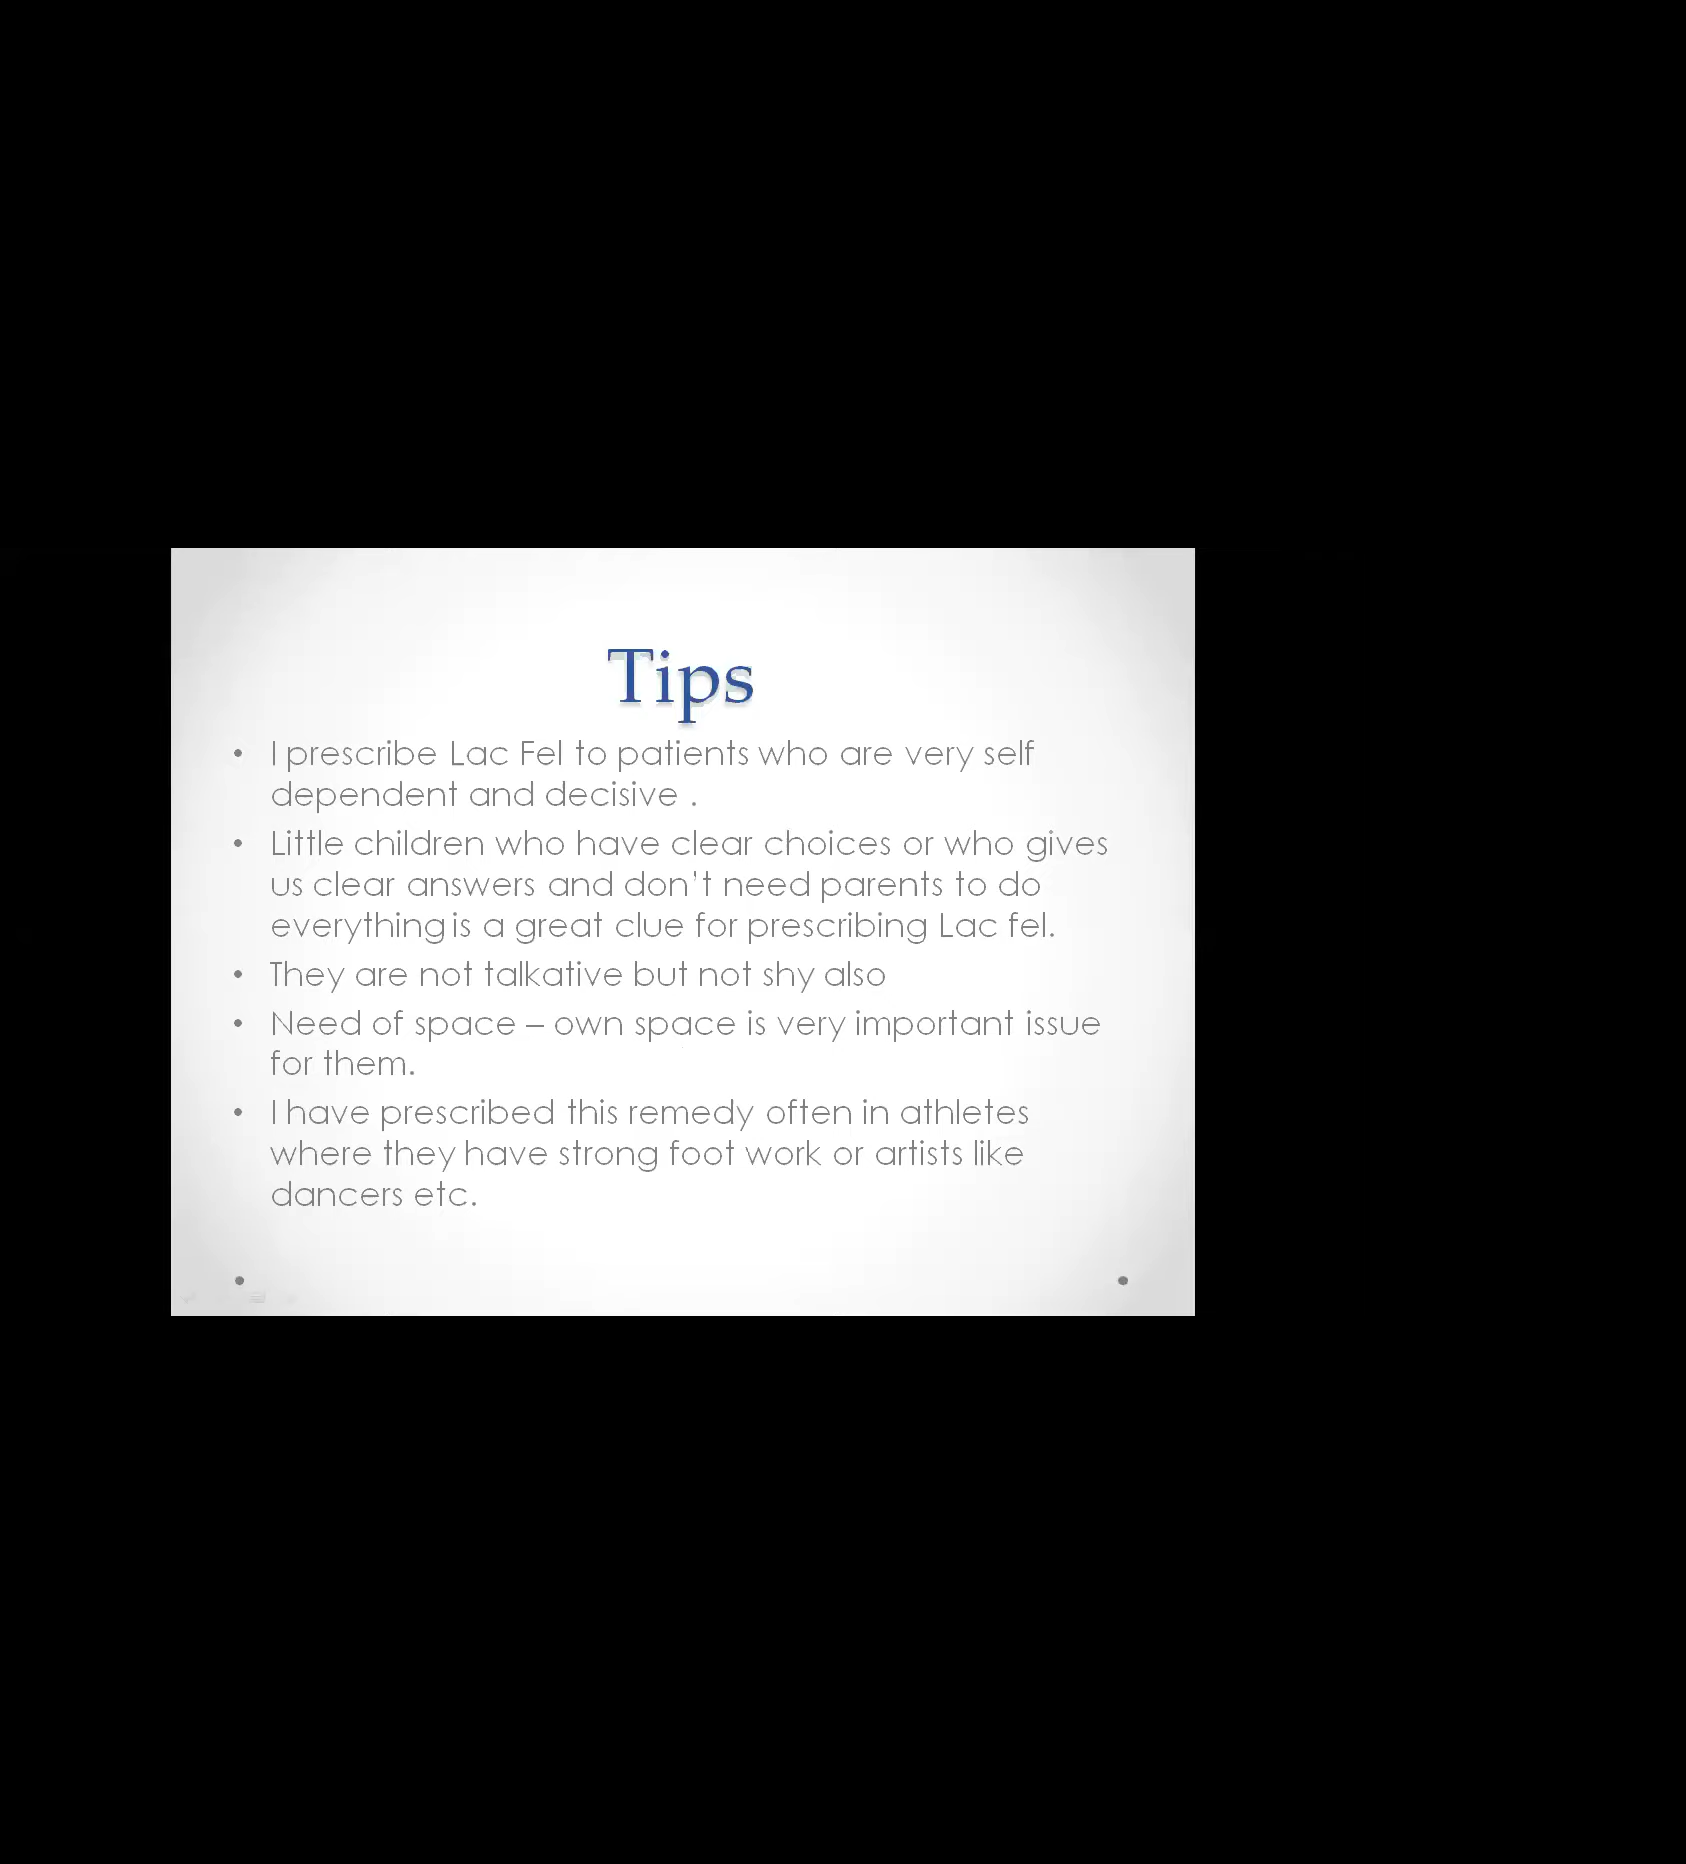 Tips
• I prescribe Lac Fel to patients who are very self
dependent and decisive .
• Little children who have clear choices or who gives
us clear answers and don't need parents to do
everything is a great clue for prescribing Lac fel.
• They are not talkative but not shy also
• Need of space – own space is very important issue
for them.
• I have prescribed this remedy often in athletes
where they have strong foot work or artists like
dancers etc.